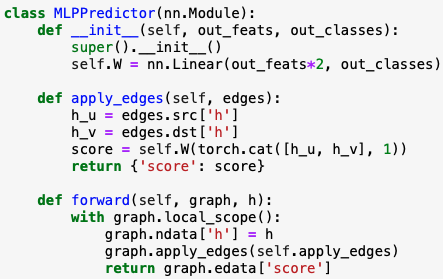 class MLPPredictor(nn.Module):
    def __init__(self, out_feats, out_classes):
        super().__init__()
        self.W = nn.Linear(out_feats*2, out_classes)

    def apply_edges(self, edges):
        h_u = edges.src['h']
        h_v = edges.dst['h']
        score = self.W(torch.cat([h_u, h_v], 1))
        return {'score': score}

    def forward(self, graph, h):
        with graph.local_scope():
            graph.ndata['h'] = h
            graph.apply_edges(self.apply_edges)
            return graph.edata['score']